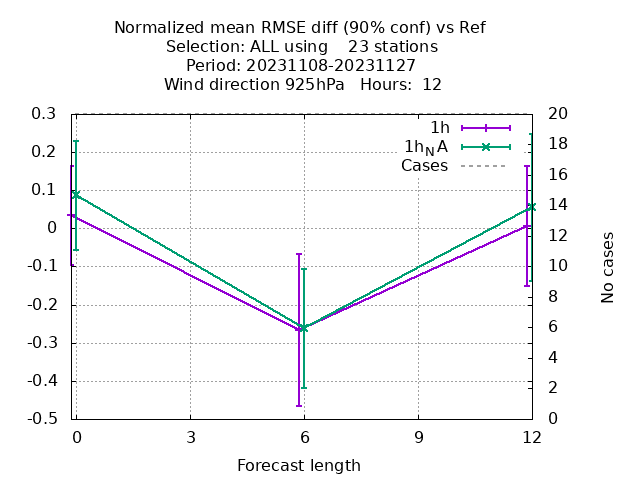 Normalized mean RMSE diff (90% conf) vs Ref
Selection: ALL using    23 stations
Period: 20231108-20231127
Wind direction 925hPa   Hours:  12
1h
1h_NA
Cases
0.3
0.2
0.1
0
-0.1
-0.2
-0.3
-0.4
-0.5
20
18
16
14
12
10
8
6
4
2
0
No cases
0
3
6
9
12
Forecast length